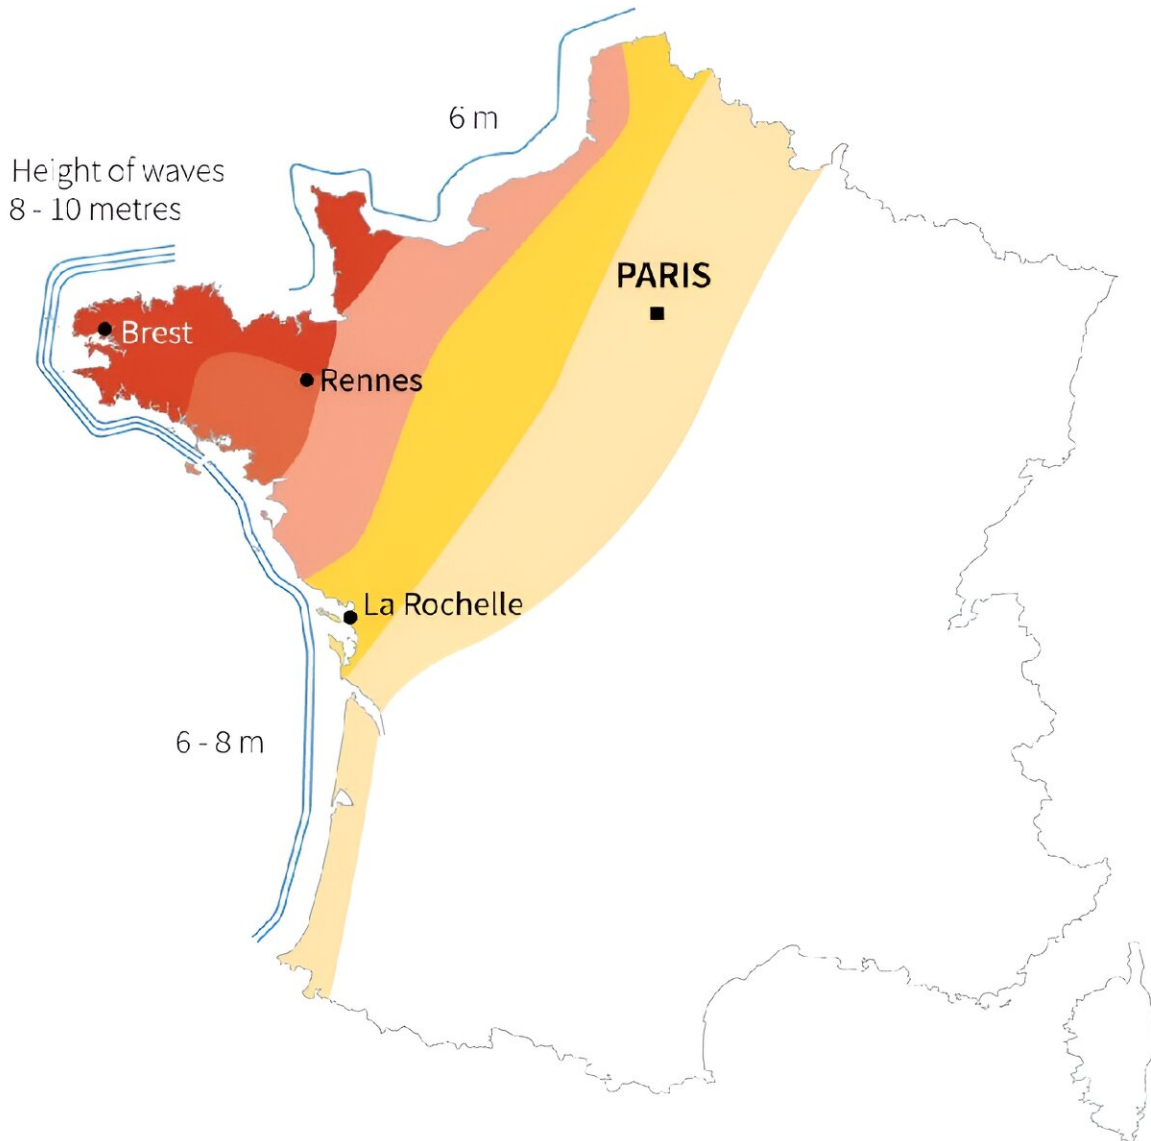 6 m
Height of waves
8 - 10 metres
PARIS
Brest
Rennes
La Rochelle
6 - 8 m